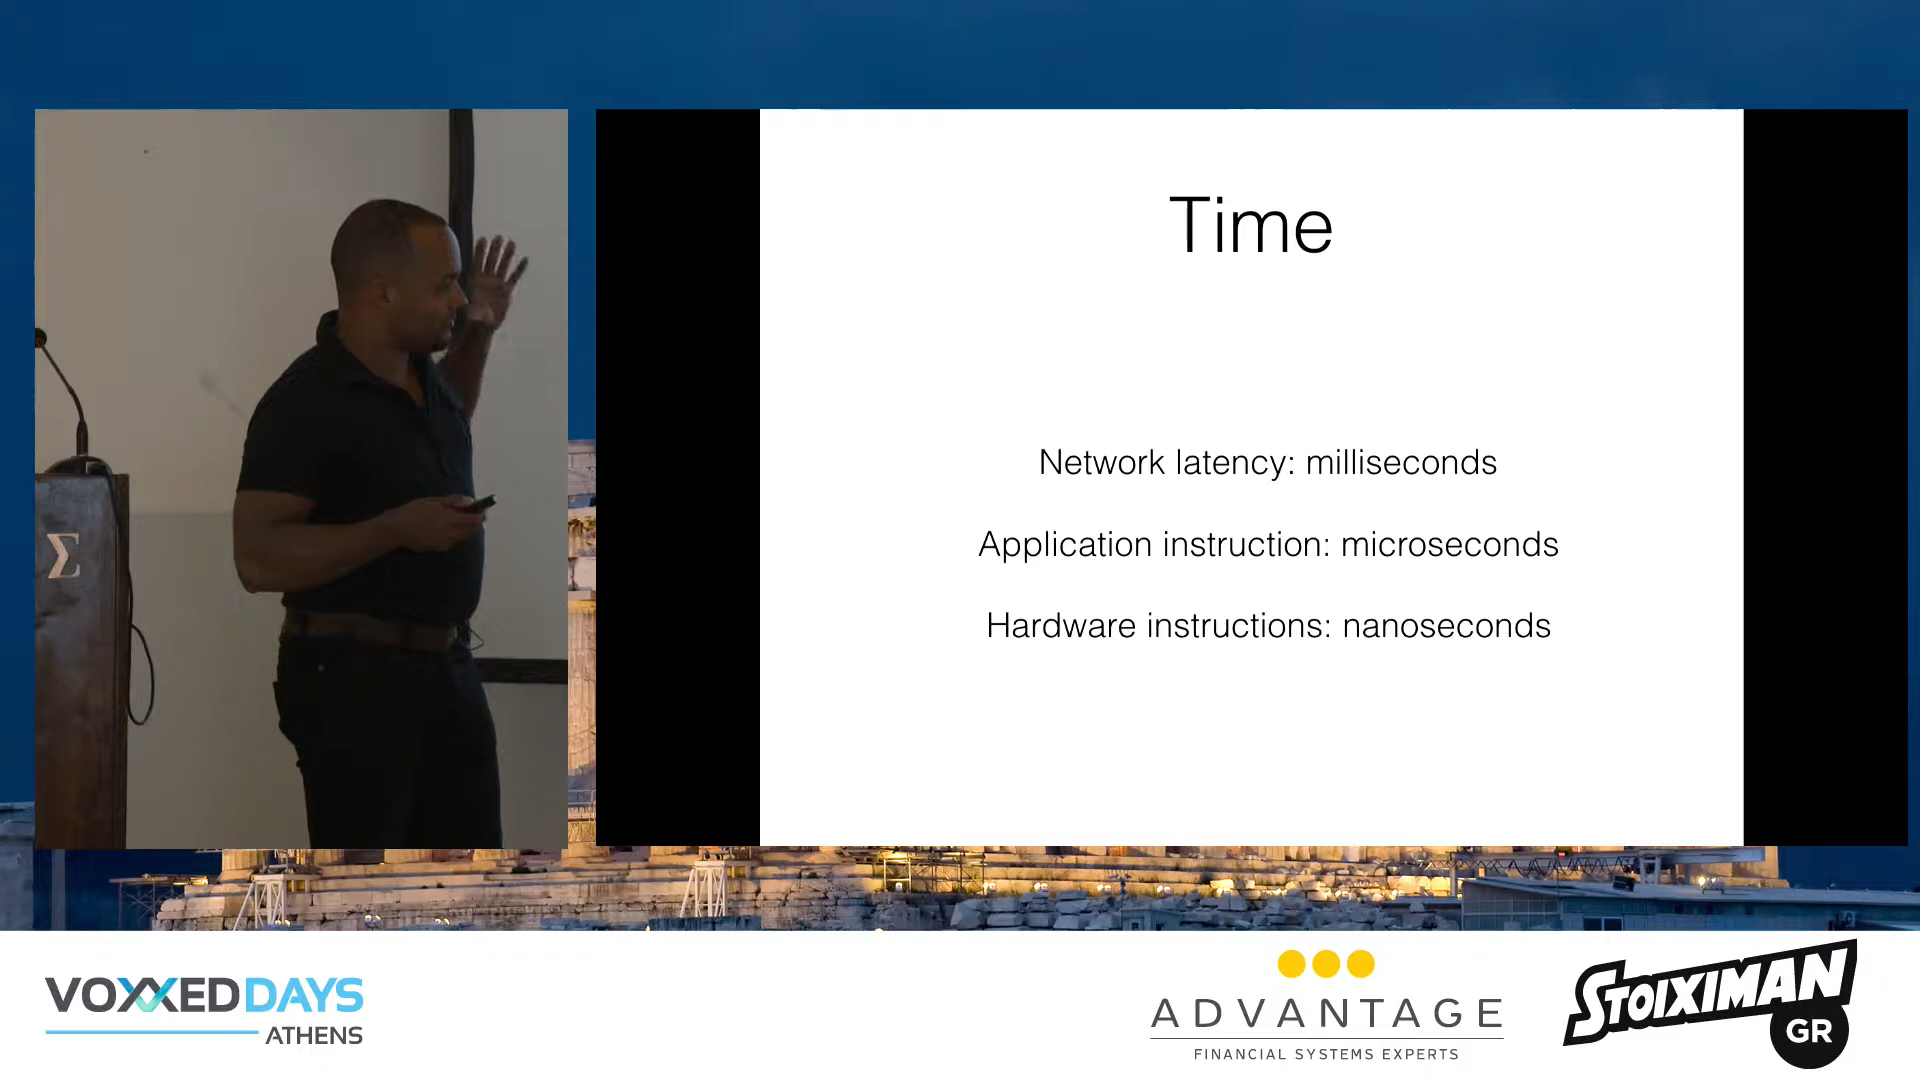 Time
Network latency: milliseconds
Application instruction: microseconds
Hardware instructions: nanoseconds
Σ
VOXXEDDAYS
ATHENS
ADVANTAGE
FINANCIAL SYSTEMS EXPERTS
STOIXIMAN
GR